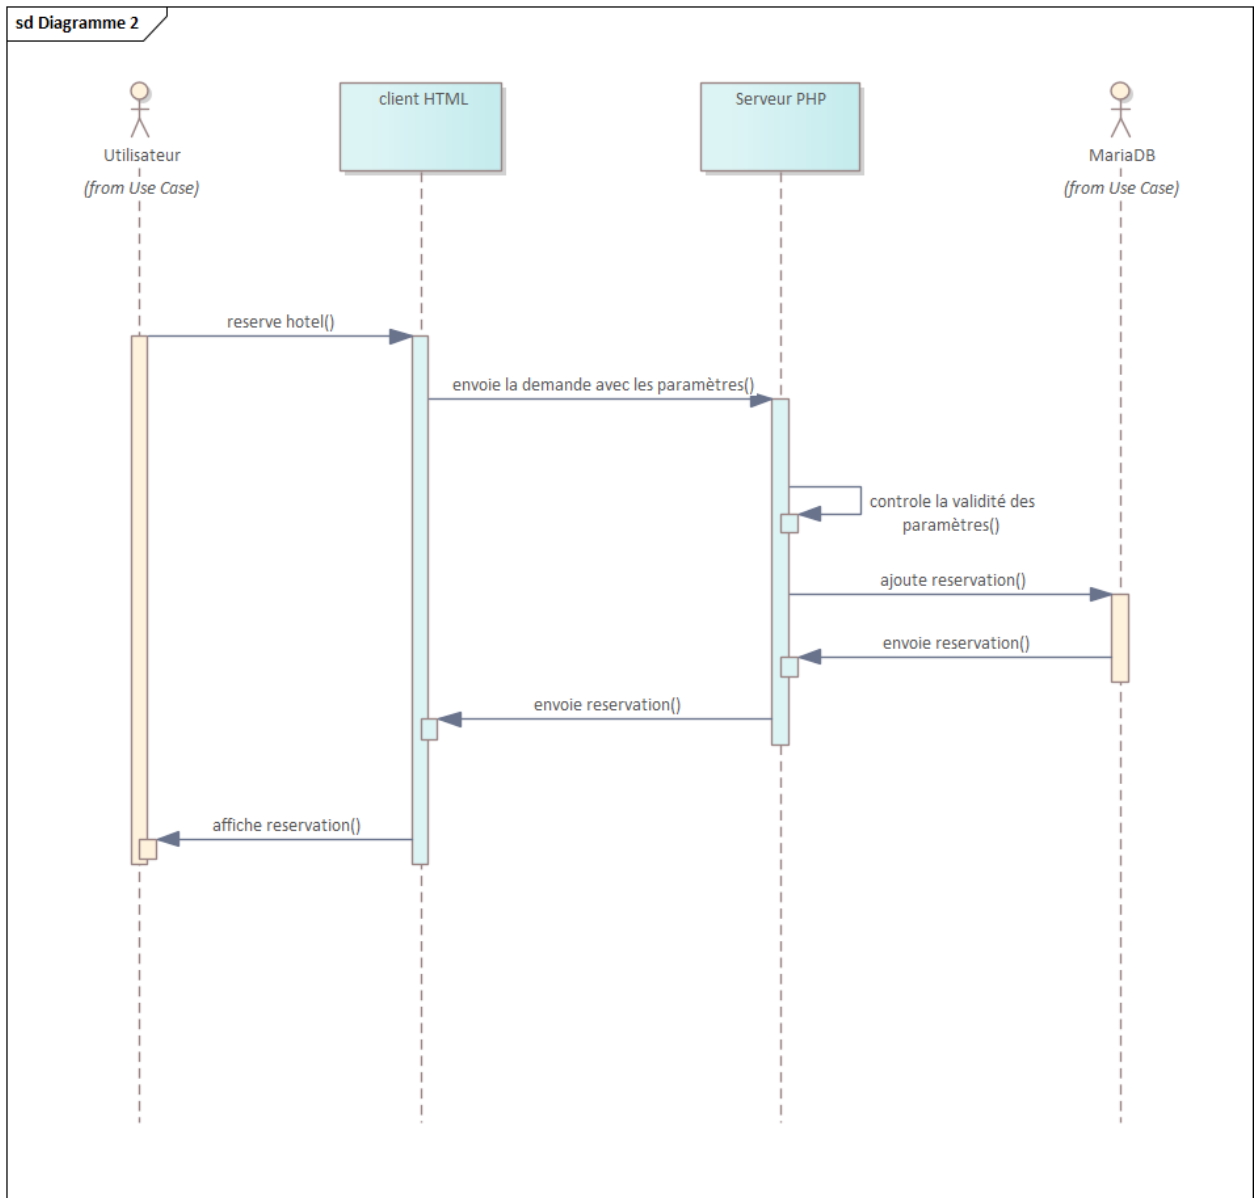 sd Diagramme 2
client HTML
Serveur PHP
Utilisateur
(from Use Case)
MariaDB
(from Use Case)
reserve hotel()
envoie la demande avec les paramètres()
controle la validité des
paramètres()
ajoute reservation()
envoie reservation()
envoie reservation()
affiche reservation()